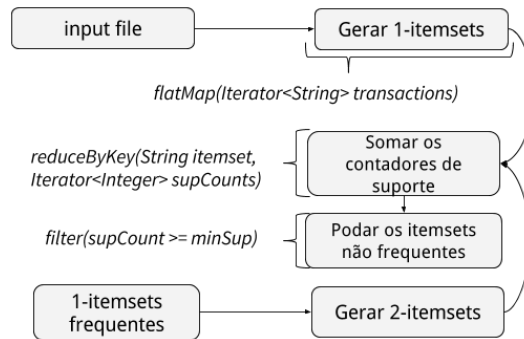 input file
Gerar 1-itemsets
flatMap(Iterator<String> transactions)
reduceByKey(String itemset,
Iterator<Integer> supCounts)
Somar os
contadores de
suporte
filter(supCount >= minSup)
Podar os itemsets
não frequentes
1-itemsets
frequentes
Gerar 2-itemsets